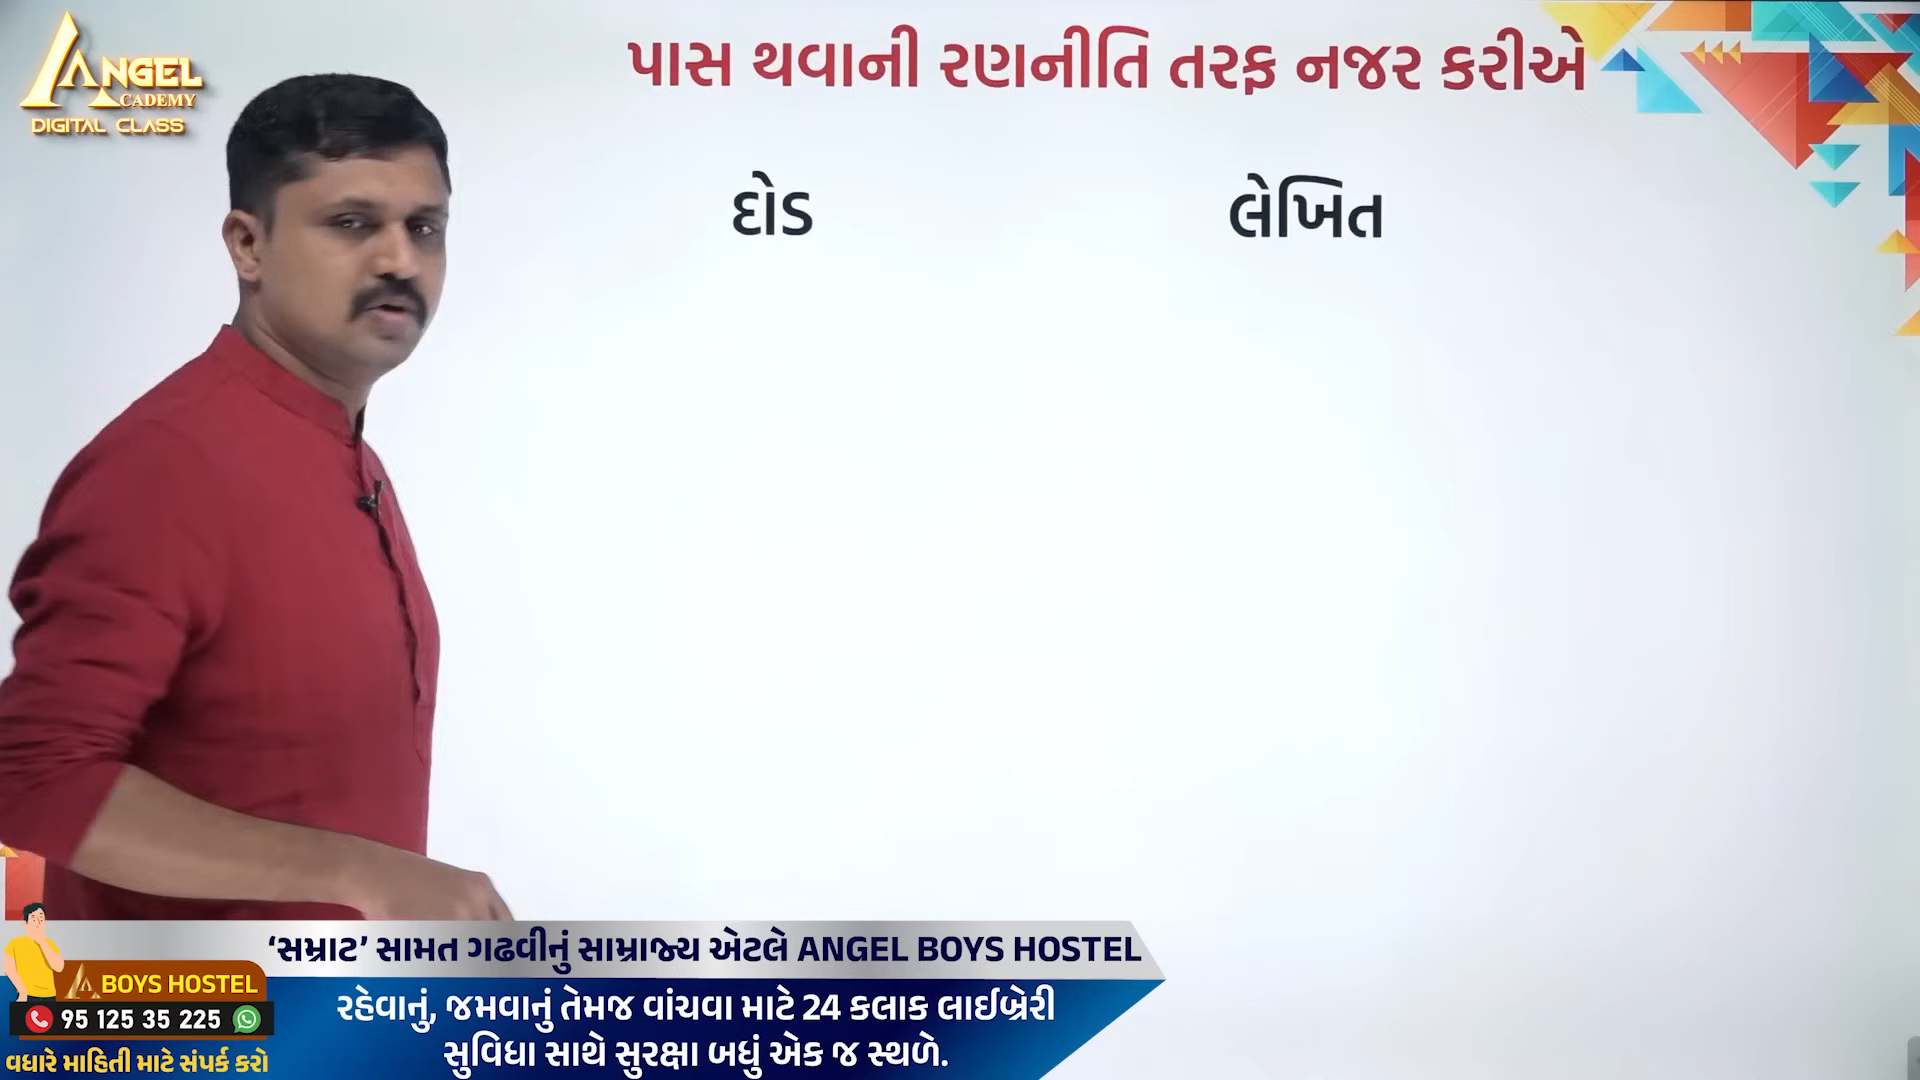 ANGEL
ACADEMY
DIGITAL CLASS
પાસ થવાની રણનીતિ તરફ નજર કરીએ
દોડ
લેખિત
‘સમ્રાટ’ સામત ગઢવીનું સામ્રાજ્ય એટલે ANGEL BOYS HOSTEL
રહેવાનું, જમવાનું તેમજ વાંચવા માટે 24 કલાક લાઈબ્રેરી
સુવિધા સાથે સુરક્ષા બધું એક જ સ્થળે.
BOYS HOSTEL
95 125 35 225
વધારે માહિતી માટે સંપર્ક કરો